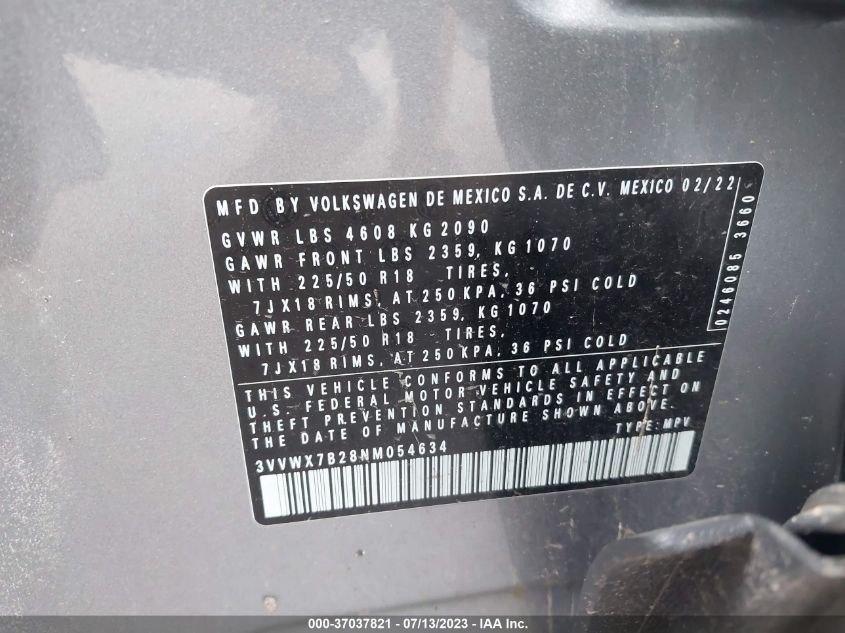 MFD BY VOLKSWAGEN DE MEXICO S.A. DE C.V. MEXICO 02/22
GVWR LBS 4608 KG 2090
GAWR FRONT LBS 2359, KG 1070
WITH 225/50 R18 TIRES,
7JX18 RIMS, AT 250 KPA, 36 PSI COLD
GAWR REAR LBS 2359, KG 1070
WITH 225/50 R18 TIRES,
7JX18 RIMS, AT 250 KPA, 36 PSI COLD
0246085 3660
THIS VEHICLE CONFORMS TO ALL APPLICABLE
U.S. FEDERAL MOTOR VEHICLE SAFETY AND
THEFT PREVENTION STANDARDS IN EFFECT ON
THE DATE OF MANUFACTURE SHOWN ABOVE.
TYPE: MPV
3VVWX7B28NM054634
000-37037821 - 07/13/2023 - IAA Inc.